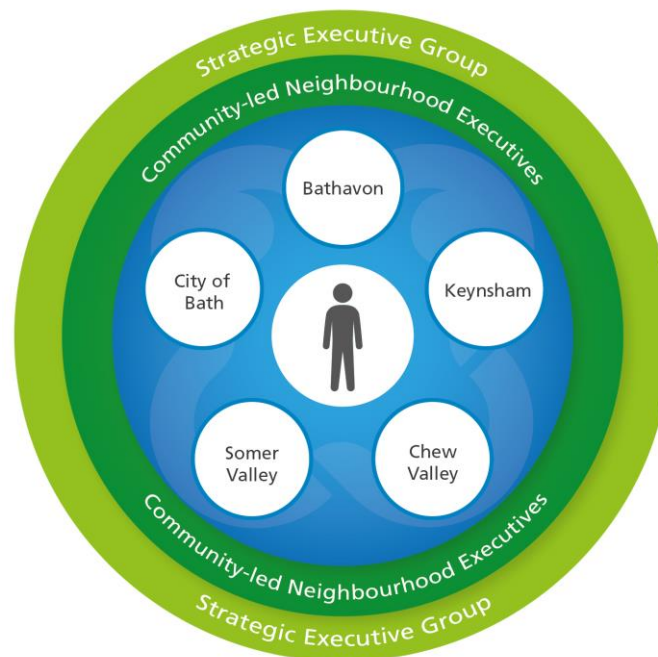 Strategic Executive Group
Community-led Neighbourhood Executives
Bathavon
City of
Bath
Keynsham
Somer
Valley
Chew
Valley
Community-led Neighbourhood Executives
Strategic Executive Group